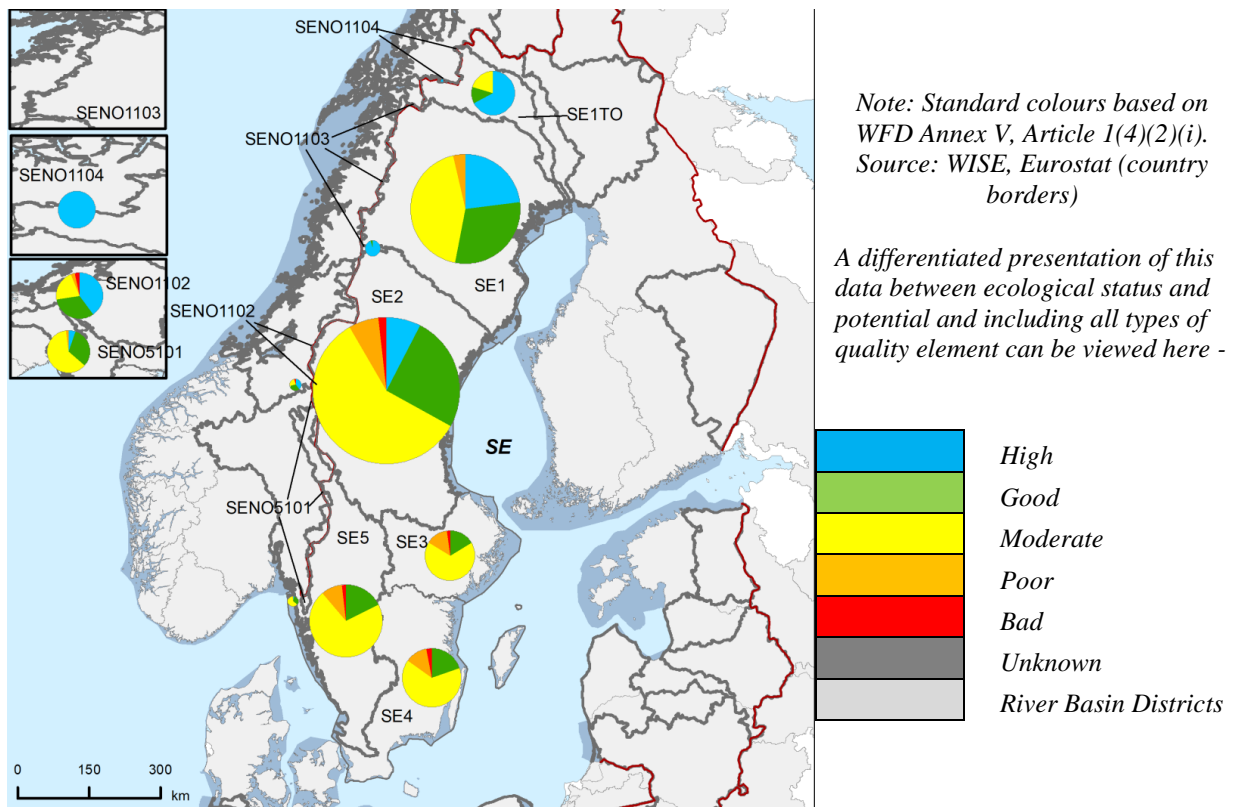 SENO1103
SENO1104
SENO1102
SENO5101
SENO1104
SE1TO
SENO1103
SE1
SE2
SENO1102
SE
SENO5101
SE5
SE3
SE4
0 150 300
km
Note: Standard colours based on
WFD Annex V, Article 1(4)(2)(i).
Source: WISE, Eurostat (country
borders)
A differentiated presentation of this
data between ecological status and
potential and including all types of
quality element can be viewed here -
High
Good
Moderate
Poor
Bad
Unknown
River Basin Districts